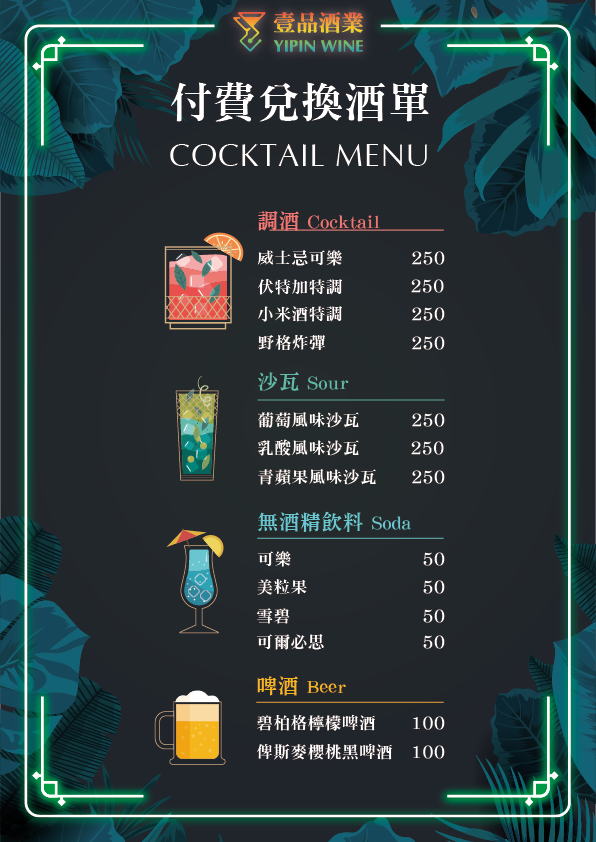 壹品酒業
YIPIN WINE
付費兌換酒單
COCKTAIL MENU
調酒 Cocktail
威士忌可樂 250
伏特加特調 250
小米酒特調 250
野格炸彈 250
沙瓦 Sour
葡萄風味沙瓦 250
乳酸風味沙瓦 250
青蘋果風味沙瓦 250
無酒精飲料 Soda
可樂 50
美粒果 50
雪碧 50
可爾必思 50
啤酒 Beer
碧柏格檸檬啤酒 100
俾斯麥櫻桃黑啤酒 100